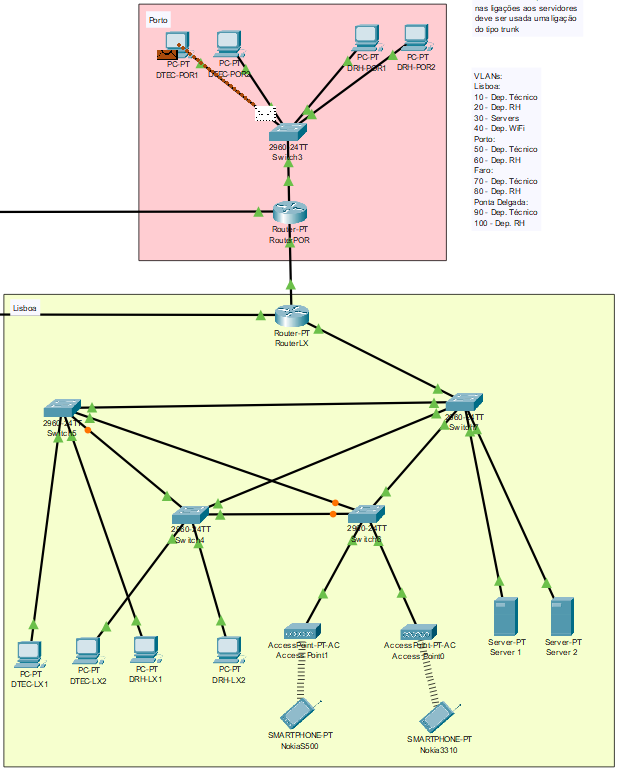 nas ligações aos servidores
deve ser usada uma ligação
do tipo trunk
Porto
PC-PT
DTEC-POR1
PC-PT
DTEC-POR2
PC-PT
DRH-POR1
PC-PT
DRH-POR2
2960-24TT
Switch3
Router-PT
RouterPOR
VLANs:
Lisboa:
10 - Dep. Técnico
20 - Dep. RH
30 - Servers
40 - Dep. WiFi
Porto:
50 - Dep. Técnico
60 - Dep. RH
Faro:
70 - Dep. Técnico
80 - Dep. RH
Ponta Delgada:
90 - Dep. Técnico
100 - Dep. RH
Lisboa
Router-PT
RouterLX
2960-24TT
Switch5
2960-24TT
Switch7
2960-24TT
Switch4
2960-24TT
Switch6
PC-PT
DTEC-LX1
PC-PT
DTEC-LX2
PC-PT
DRH-LX1
PC-PT
DRH-LX2
AccessPoint-PT-AC
Access Point1
AccessPoint-PT-AC
Access Point0
Server-PT
Server 1
Server-PT
Server 2
SMARTPHONE-PT
NokiaS500
SMARTPHONE-PT
Nokia3310